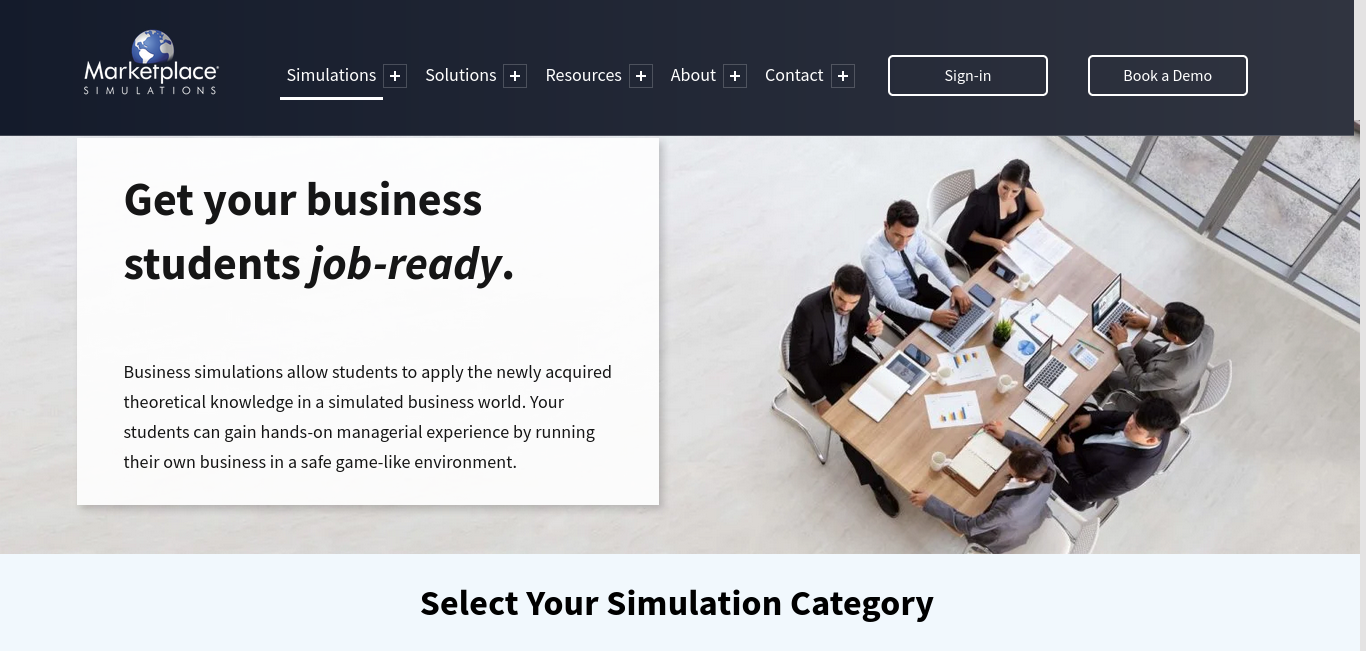 Marketplace
SIMULATIONS
Simulations
Solutions
Resources
About
Contact
Sign-in
Book a Demo
Get your business
students job-ready.
Business simulations allow students to apply the newly acquired
theoretical knowledge in a simulated business world. Your
students can gain hands-on managerial experience by running
their own business in a safe game-like environment.
Select Your Simulation Category